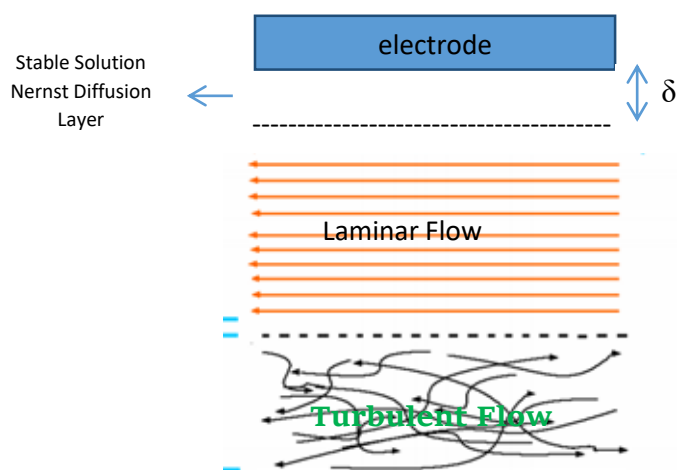 electrode
Stable Solution
Nernst Diffusion
Layer
δ
Laminar Flow
Turbulent Flow